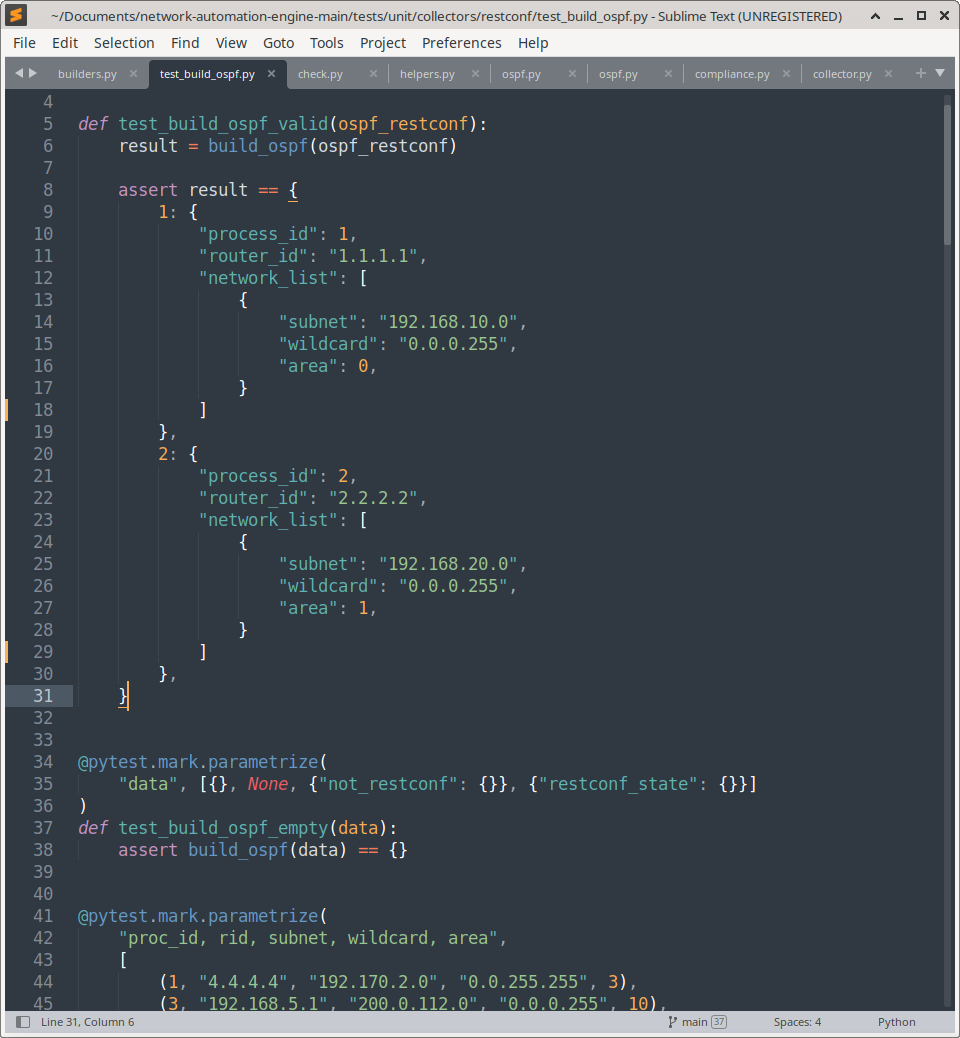 ~/Documents/network-automation-engine-main/tests/unit/collectors/restconf/test_build_ospf.py - Sublime Text (UNREGISTERED)
File Edit Selection Find View Goto Tools Project Preferences Help
builders.py × test_build_ospf.py × check.py × helpers.py × ospf.py × ospf.py × compliance.py × collector.py × +
4
5 def test_build_ospf_valid(ospf_restconf):
6     result = build_ospf(ospf_restconf)
7
8     assert result == {
9         1: {
10             "process_id": 1,
11             "router_id": "1.1.1.1",
12             "network_list": [
13                 {
14                     "subnet": "192.168.10.0",
15                     "wildcard": "0.0.0.255",
16                     "area": 0,
17                 }
18             ]
19         },
20         2: {
21             "process_id": 2,
22             "router_id": "2.2.2.2",
23             "network_list": [
24                 {
25                     "subnet": "192.168.20.0",
26                     "wildcard": "0.0.0.255",
27                     "area": 1,
28                 }
29             ]
30         },
31     }
32
33
34 @pytest.mark.parametrize(
35     "data", [{}, None, {"not_restconf": {}}, {"restconf_state": {}}]
36 )
37 def test_build_ospf_empty(data):
38     assert build_ospf(data) == {}
39
40
41 @pytest.mark.parametrize(
42     "proc_id, rid, subnet, wildcard, area",
43     [
44         (1, "4.4.4.4", "192.170.2.0", "0.0.255.255", 3),
45         (3, "192.168.5.1", "200.0.112.0", "0.0.0.255", 10),
Line 31, Column 6 main 37 Spaces: 4 Python